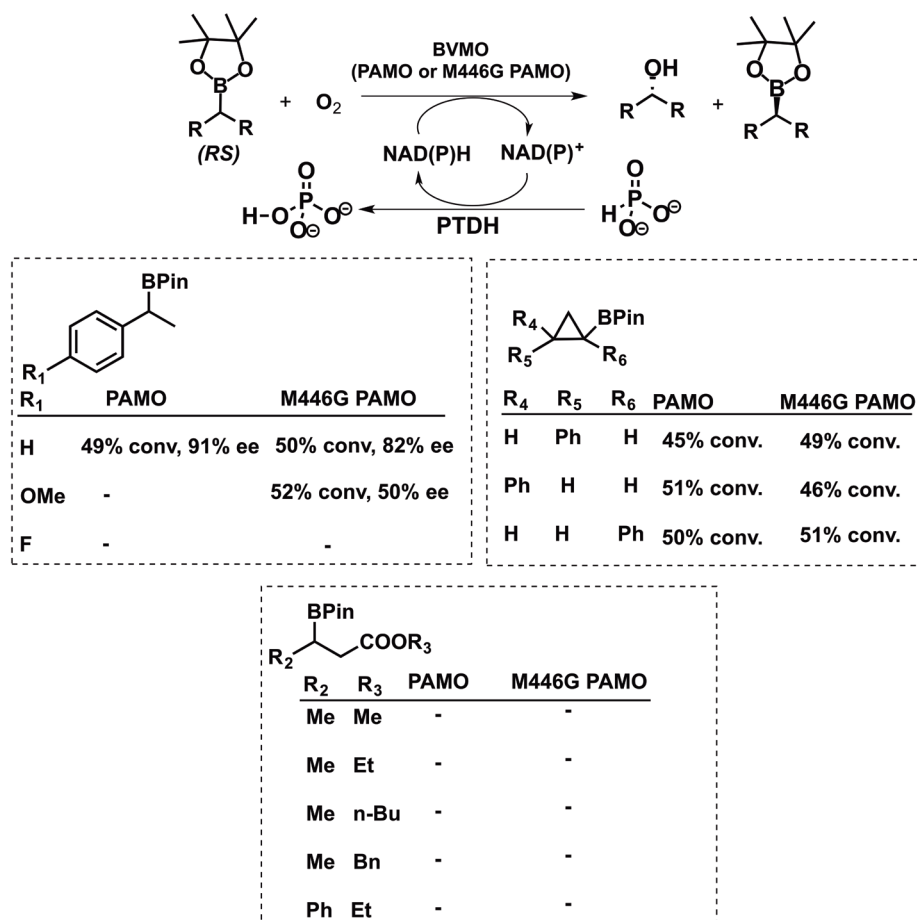 BVMO
(PAMO or M446G PAMO)
O
O
B
R
R
(RS)
+
O₂
OH
R
R
+
O
O
B
R
R
NAD(P)H
NAD(P)⁺
H-O
O
P
O⊖
O⊖
PTDH
O
H
P
O⊖
O⊖
BPin
R₁
R₁ PAMO M446G PAMO
H 49% conv, 91% ee 50% conv, 82% ee
OMe - 52% conv, 50% ee
F - -
R₄
BPin
R₅
R₆
R₄ R₅ R₆ PAMO M446G PAMO
H Ph H 45% conv. 49% conv.
Ph H H 51% conv. 46% conv.
H H Ph 50% conv. 51% conv.
BPin
COOR₃
R₂
R₂ R₃ PAMO M446G PAMO
Me Me - -
Me Et - -
Me n-Bu - -
Me Bn - -
Ph Et - -